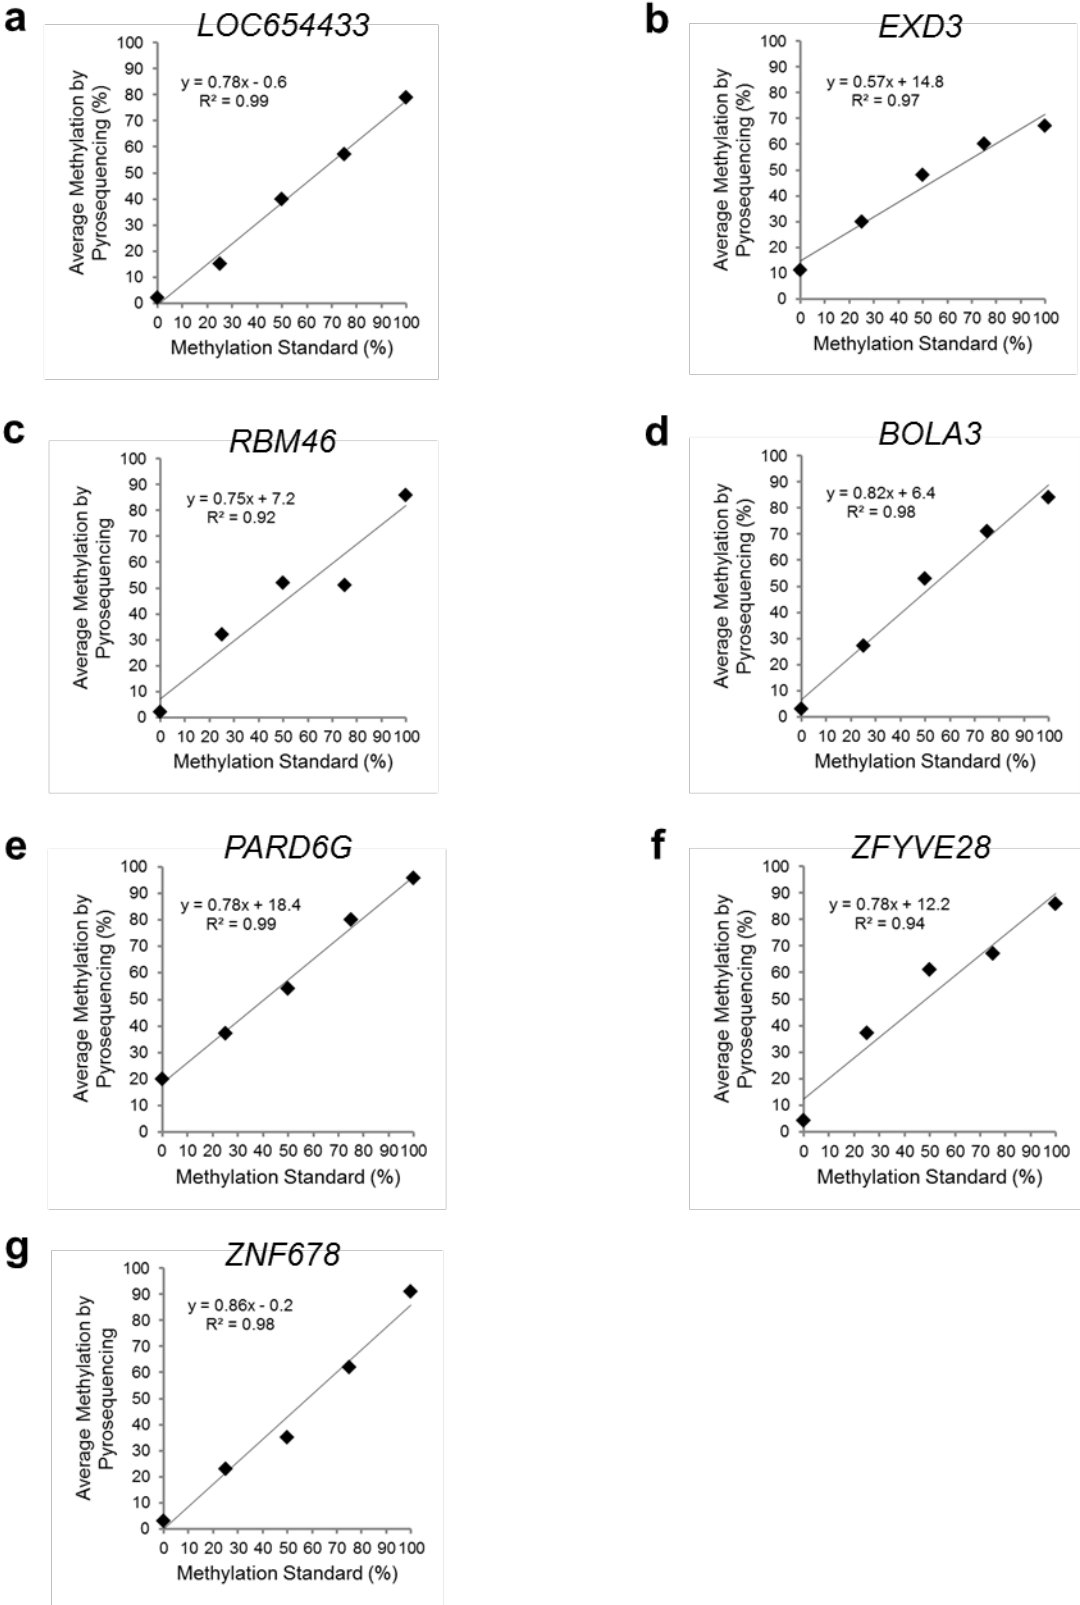 a
LOC654433
100
90
80
70
60
50
40
30
20
10
0
Average Methylation by
Pyrosequencing (%)
y = 0.78x - 0.6
R² = 0.99
0 10 20 30 40 50 60 70 80 90 100
Methylation Standard (%)
b
EXD3
100
90
80
70
60
50
40
30
20
10
0
Average Methylation by
Pyrosequencing (%)
y = 0.57x + 14.8
R² = 0.97
0 10 20 30 40 50 60 70 80 90 100
Methylation Standard (%)
c
RBM46
100
90
80
70
60
50
40
30
20
10
0
Average Methylation by
Pyrosequencing
y = 0.75x + 7.2
R² = 0.92
0 10 20 30 40 50 60 70 80 90 100
Methylation Standard (%)
d
BOLA3
100
90
80
70
60
50
40
30
20
10
0
Average Methylation by
Pyrosequencing (%)
y = 0.82x + 6.4
R² = 0.98
0 10 20 30 40 50 60 70 80 90 100
Methylation Standard (%)
e
PARD6G
100
90
80
70
60
50
40
30
20
10
0
Average Methylation by
Pyrosequencing (%)
y = 0.78x + 18.4
R² = 0.99
0 10 20 30 40 50 60 70 80 90 100
Methylation Standard (%)
f
ZFYVE28
100
90
80
70
60
50
40
30
20
10
0
Average Methylation by
Pyrosequencing (%)
y = 0.78x + 12.2
R² = 0.94
0 10 20 30 40 50 60 70 80 90 100
Methylation Standard (%)
g
ZNF678
100
90
80
70
60
50
40
30
20
10
0
Average Methylation by
Pyrosequencing
y = 0.86x - 0.2
R² = 0.98
0 10 20 30 40 50 60 70 80 90 100
Methylation Standard (%)